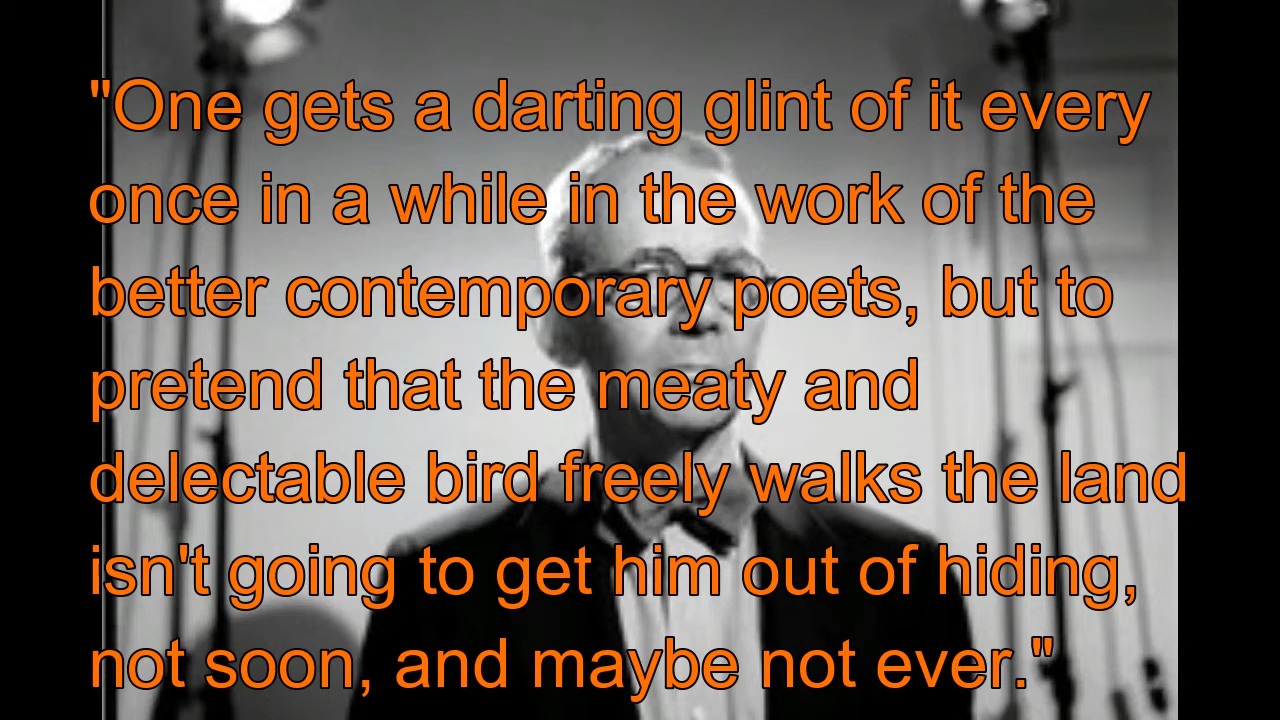 "One gets a darting glint of it every
once in a while in the work of the
better contemporary poets, but to
pretend that the meaty and
delectable bird freely walks the land
isn't going to get him out of hiding,
not soon, and maybe not ever."